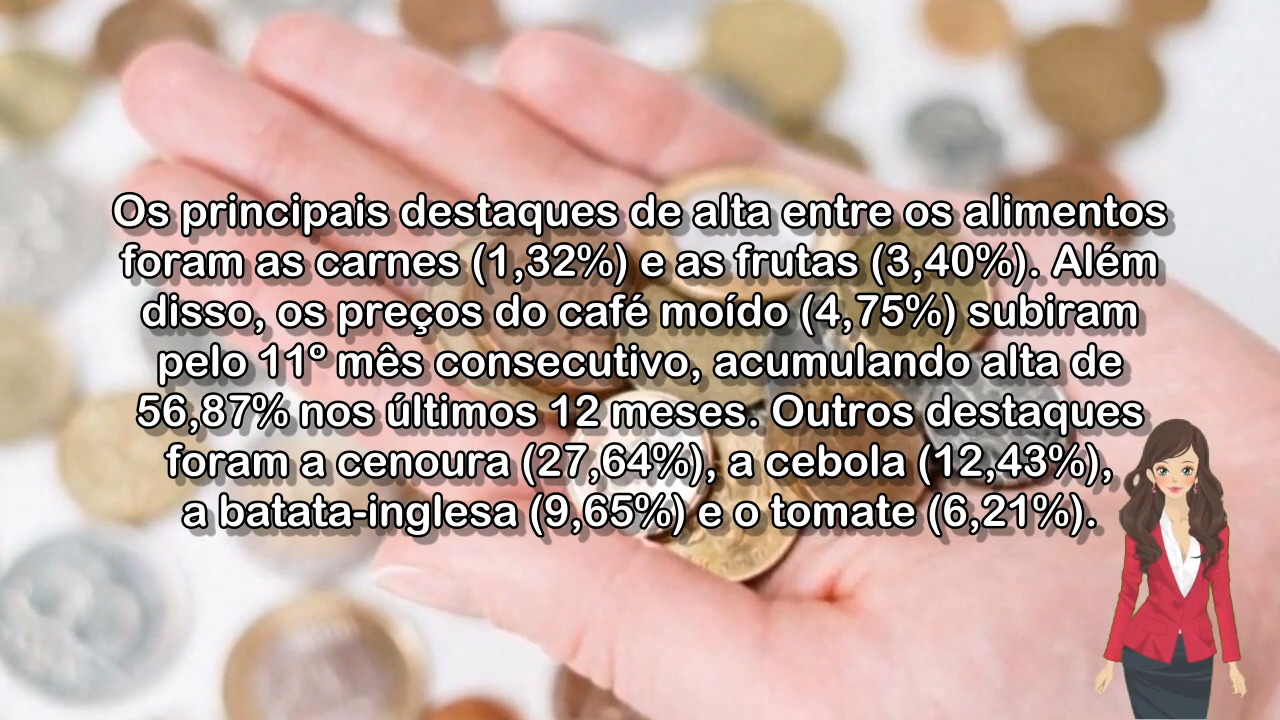 Os principais destaques de alta entre os alimentos
foram as carnes (1,32%) e as frutas (3,40%). Além
disso, os preços do café moído (4,75%) subiram
pelo 11º mês consecutivo, acumulando alta de
56,87% nos últimos 12 meses. Outros destaques
foram a cenoura (27,64%), a cebola (12,43%),
a batata-inglesa (9,65%) e o tomate (6,21%).